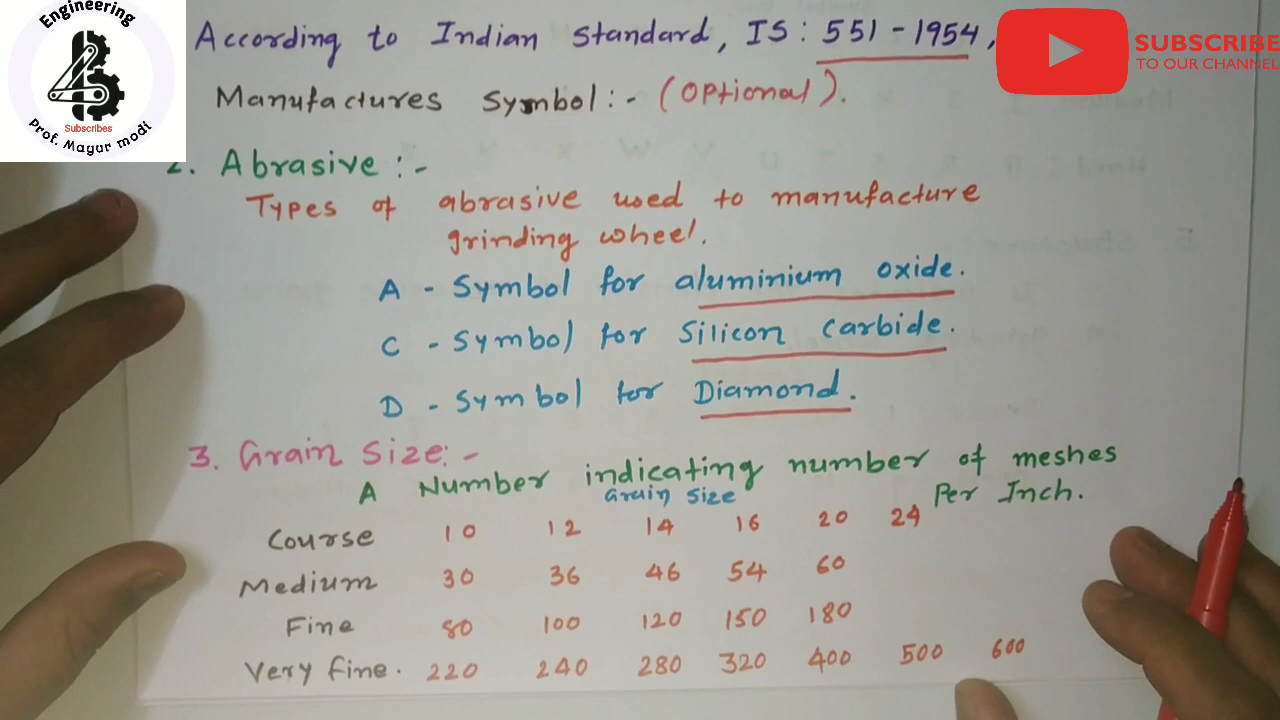 Engineering
Subscribes
Prof. Mayur modi
SUBSCRIBE
TO OUR CHANNEL
According to Indian Standard, IS : 551 - 1954,
Manufactures Symbol :- (Optional).
2. Abrasive :-
Types of abrasive used to manufacture
grinding wheel.
A - Symbol for aluminium oxide.
C - Symbol for Silicon Carbide.
D - Symbol for Diamond.
3. Grain Size :-
A Number indicating number of meshes
Per Inch.
Grain Size
Course 10 12 14 16 20 24
Medium 30 36 46 54 60
Fine 80 100 120 150 180
Very fine. 220 240 280 320 400 500 600